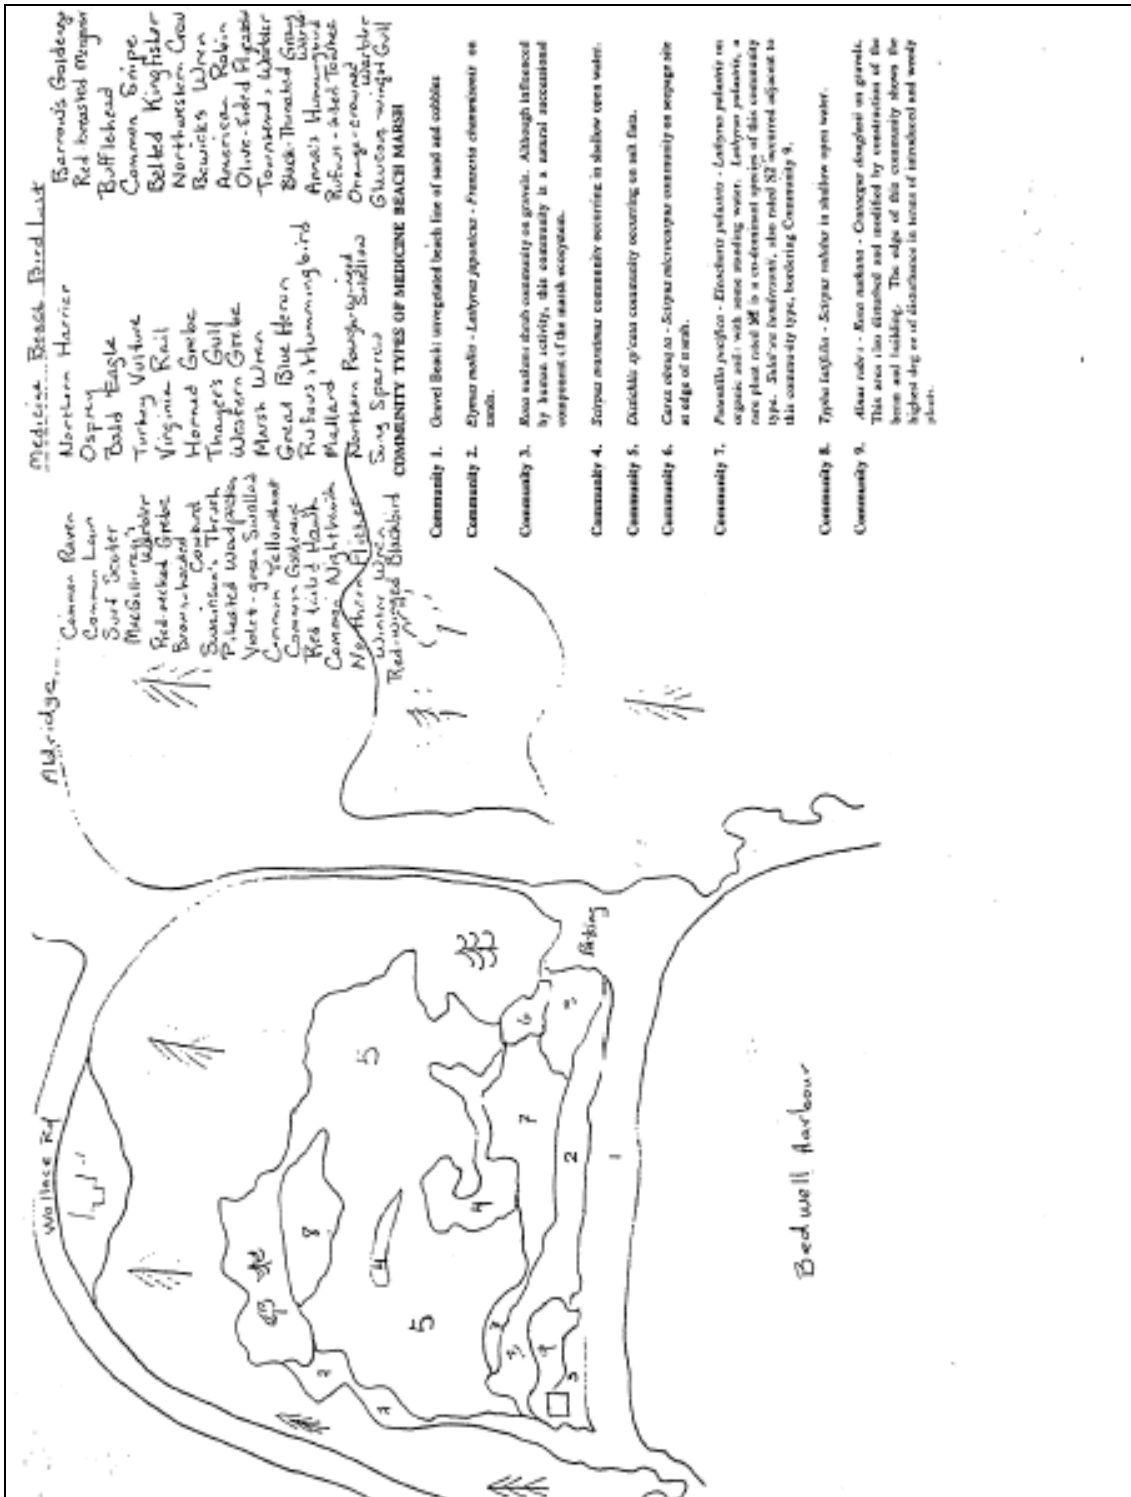 Medicine Beach Bird List
Common Raven
Common Loon
Surf Scoter
MacGillivray's
Warbler
Red-necked Grebe
Brown-headed
Cowbird
Swainson's Thrush
Pileated Woodpecker
Violet-green Swallow
Common Yellowthroat
Common Goldeneye
Red tailed Hawk
Common Nighthawk
Northern Flicker
Winter Wren
Red-winged Blackbird
Northern Harrier
Osprey
Bald Eagle
Turkey Vulture
Virginia Rail
Horned Grebe
Thayer's Gull
Western Grebe
Marsh Wren
Great Blue Heron
Rufous Hummingbird
Mallard
Northern Rough-winged
Swallow
Song Sparrow
Barrow's Goldeneye
Red breasted Merganser
Bufflehead
Common Snipe
Belted Kingfisher
Northwestern Crow
Bewicks Wren
American Robin
Olive-sided Flycatcher
Townsend's Warbler
Black-Throated Gray
Warbler
Anna's Hummingbird
Rufous-sided Towhee
Orange-crowned
Warbler
Glaucous-winged Gull
COMMUNITY TYPES OF MEDICINE BEACH MARSH
Community 1. Gravel Beach: unvegetated beach line of sand and cobbles
Community 2. Elymus mollis - Lathyrus japonicus - Franseria chamissonis on
sands.
Community 3. Rosa nutkana shrub community on gravels. Although influenced
by human activity, this community is a natural successional
component of the marsh ecosystem.
Community 4. Scirpus maritimus community occurring in shallow open water.
Community 5. Distichlis spicata community occurring on salt flats.
Community 6. Carex obnupta - Scirpus microcarpus community on seepage site
at edge of marsh.
Community 7. Potentilla pacifica - Eleocharis palustris - Lathyrus palustris on
organic soil with some standing water. Lathyrus palustris, a
rare plant rated is a co-dominant species of this community
type. also rated S2 occurred adjacent to
this community type, bordering Community 9.
Community 8. Typha latifolia - Scirpus validus in shallow open water.
Community 9. Alnus rubra - Rosa nutkana - Crataegus douglasii on gravels.
This area also disturbed and modified by construction of the
berm and building. The edge of this community shows the
highest degree of disturbance in terms of introduced and weedy
plants.
Aldridge
Wallace Rd
Parking
5
6
3
7
2
1
8
4
4
5
3
9
3
Bedwell Harbour